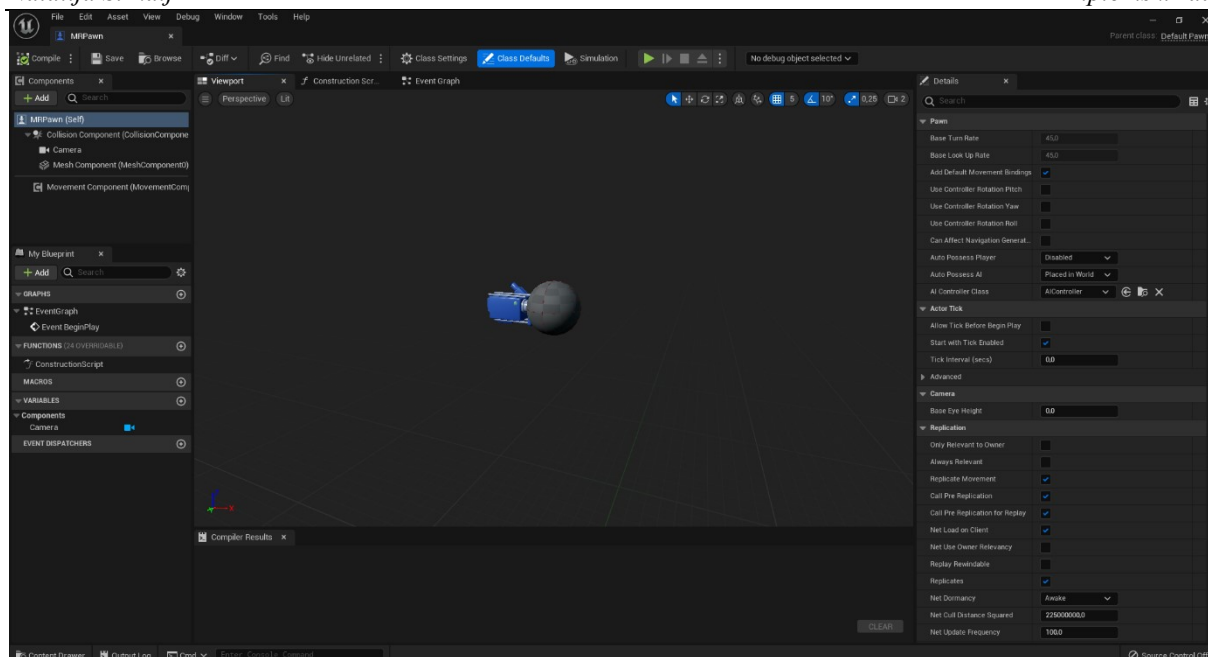 File Edit Asset View Debug Window Tools Help
MRPawn ×
Parent class: Default Pawn
Compile Save Browse Diff Find Hide Unrelated Class Settings Class Defaults Simulation No debug object selected
Components ×
+ Add Search
MRPawn (Self)
Collision Component (CollisionCompone
Camera
Mesh Component (MeshComponent0)
Movement Component (MovementComp
My Blueprint ×
+ Add Search
GRAPHS
EventGraph
Event BeginPlay
FUNCTIONS (24 OVERRIDABLE)
ConstructionScript
MACROS
VARIABLES
Components
Camera
EVENT DISPATCHERS
Viewport × Construction Scr... Event Graph
Perspective Lit 5 10° 0,25 2
X
Compiler Results ×
CLEAR
Details ×
Search
Pawn
Base Turn Rate 45,0
Base Look Up Rate 45,0
Add Default Movement Bindings
Use Controller Rotation Pitch
Use Controller Rotation Yaw
Use Controller Rotation Roll
Can Affect Navigation Generat...
Auto Possess Player Disabled
Auto Possess AI Placed in World
AI Controller Class AIController
Actor Tick
Allow Tick Before Begin Play
Start with Tick Enabled
Tick Interval (secs) 0,0
Advanced
Camera
Base Eye Height 0,0
Replication
Only Relevant to Owner
Always Relevant
Replicate Movement
Call Pre Replication
Call Pre Replication for Replay
Net Load on Client
Net Use Owner Relevancy
Replay Rewindable
Replicates
Net Dormancy Awake
Net Cull Distance Squared 225000000,0
Net Update Frequency 100,0
Content Drawer Output Log Cmd Enter Console Command Source Control Off